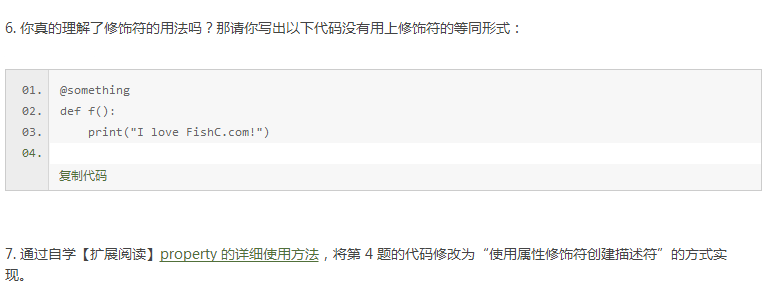 6. 你真的理解了修饰符的用法吗？那请你写出以下代码没有用上修饰符的等同形式：
01. @something
02. def f():
03.     print("I love FishC.com!")
04.
复制代码
7. 通过自学【扩展阅读】property 的详细使用方法，将第 4 题的代码修改为“使用属性修饰符创建描述符”的方式实
现。